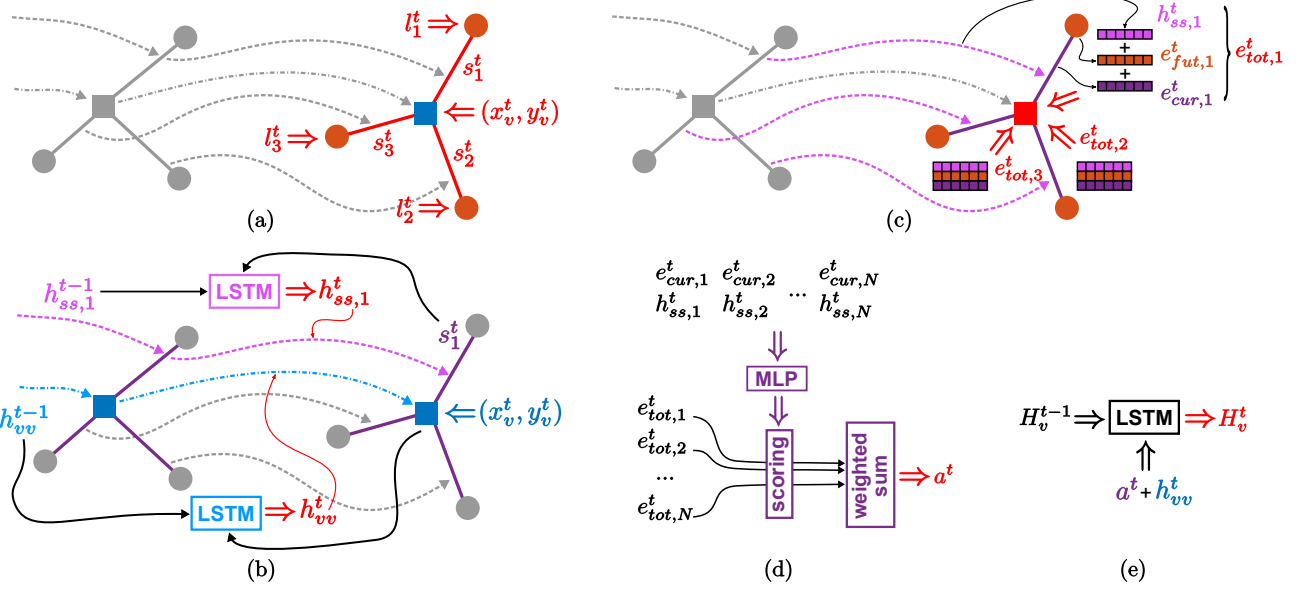 l_1^t ⇒
s_1^t
⇐ (x_v^t, y_v^t)
l_3^t ⇒
s_3^t
s_2^t
l_2^t ⇒
(a)
h_{ss,1}^t
+
e_{fut,1}^t
+
e_{cur,1}^t
e_{tot,1}^t
e_{tot,2}^t
e_{tot,3}^t
(c)
h_{ss,1}^{t-1}
LSTM
⇒ h_{ss,1}^t
s_1^t
h_{vv}^{t-1}
⇐ (x_v^t, y_v^t)
LSTM
⇒ h_{vv}^t
(b)
e_{cur,1}^t e_{cur,2}^t ... e_{cur,N}^t
h_{ss,1}^t h_{ss,2}^t h_{ss,N}^t
MLP
e_{tot,1}^t
e_{tot,2}^t
...
e_{tot,N}^t
scoring
weighted
sum
⇒ a^t
(d)
H_v^{t-1} ⇒ LSTM ⇒ H_v^t
a^t + h_{vv}^t
(e)